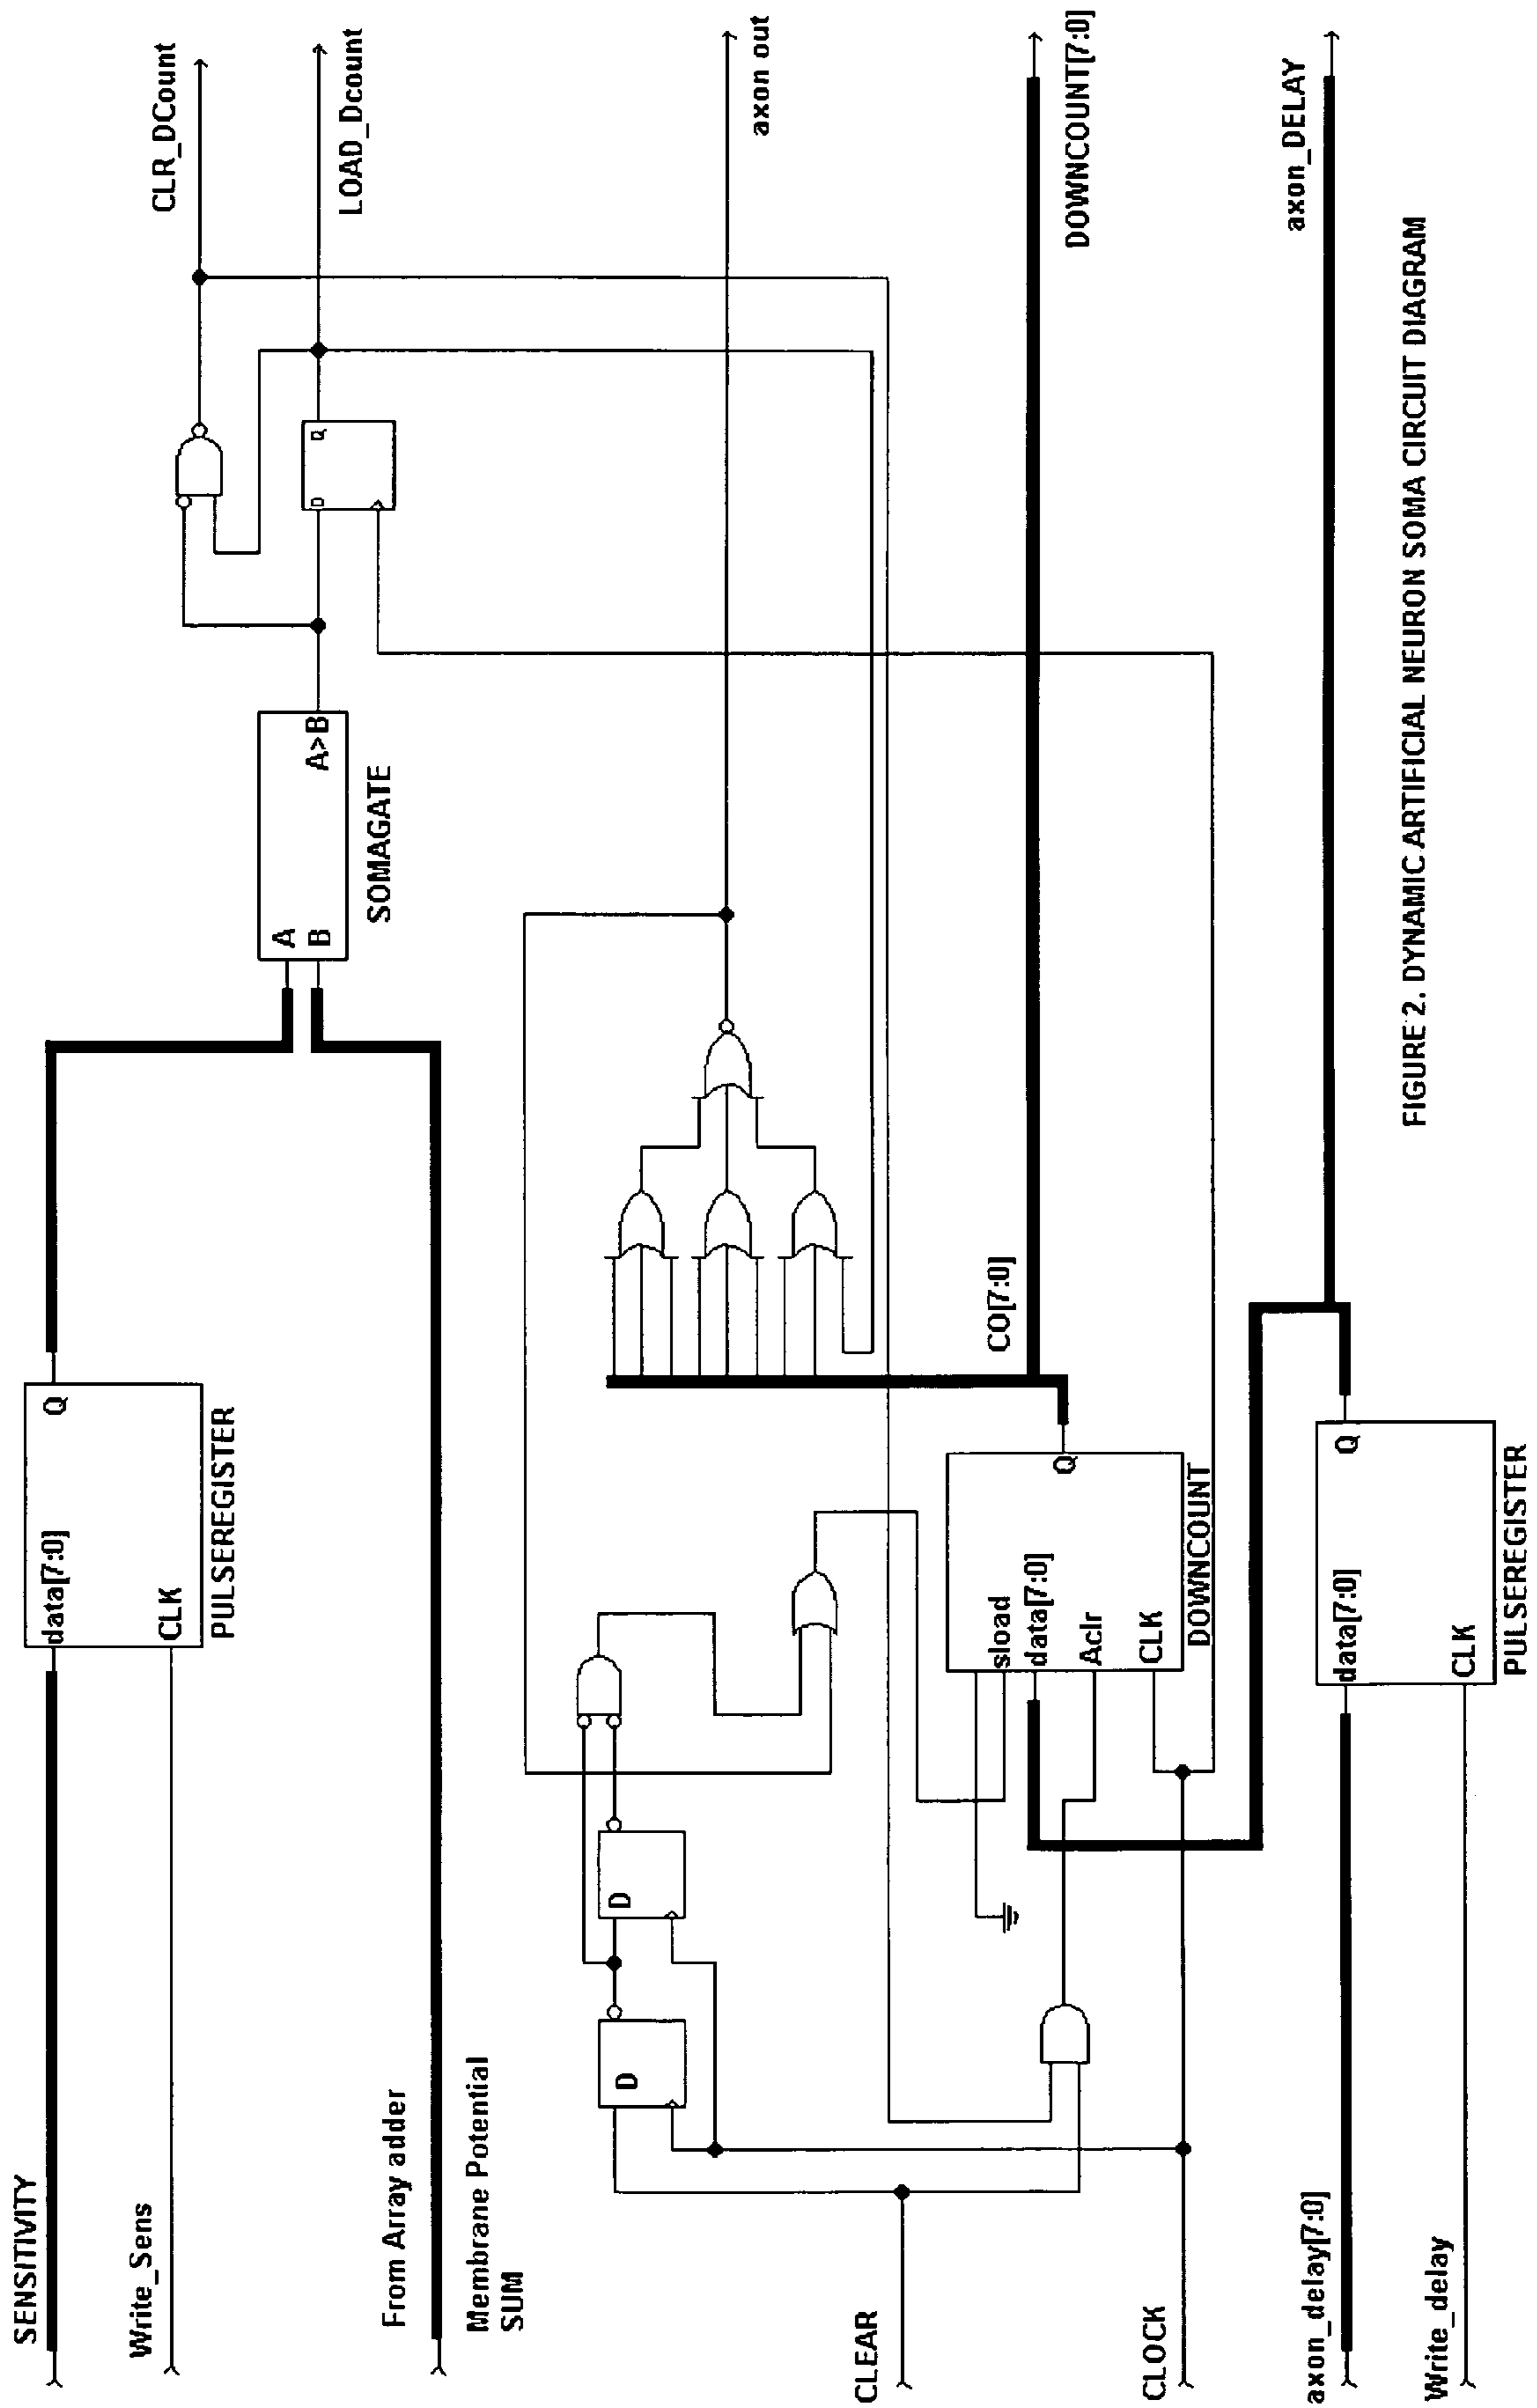 SENSITIVITY
data[7:0]
Q
CLK
PULSEREGISTER
Write_Sens
From Array adder
Membrane Potential
SUM
A
B
A>B
SOMAGATE
D
Q
CLR_DCount
LOAD_Dcount
D
D
axon out
CLEAR
CLOCK
sload
data[7:0]
Aclr
CLK
Q
DOWNCOUNT
CO[7:0]
DOWNCOUNT[7:0]
axon_delay[7:0]
Write_delay
data[7:0]
Q
CLK
PULSEREGISTER
axon_DELAY
FIGURE 2. DYNAMIC ARTIFICIAL NEURON SOMA CIRCUIT DIAGRAM